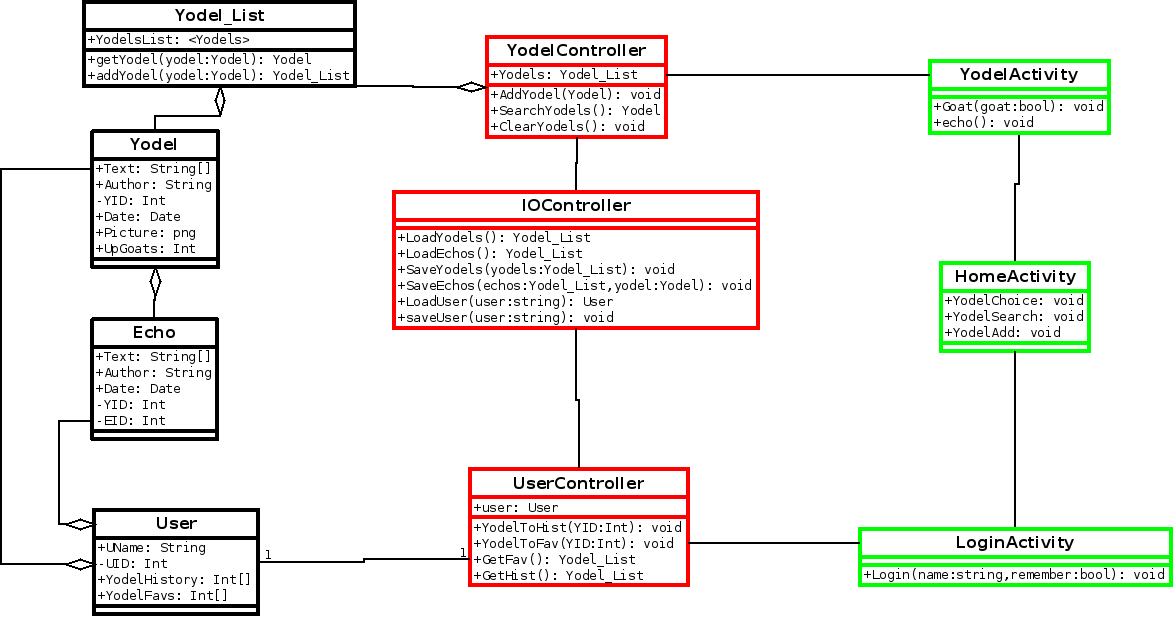 Yodel_List
+YodelsList: <Yodels>
+getYodel(yodel:Yodel): Yodel
+addYodel(yodel:Yodel): Yodel_List
YodelController
+Yodels: Yodel_List
+AddYodel(Yodel): void
+SearchYodels(): Yodel
+ClearYodels(): void
YodelActivity
+Goat(goat:bool): void
+echo(): void
Yodel
+Text: String[]
+Author: String
-YID: Int
+Date: Date
+Picture: png
+UpGoats: Int
IOController
+LoadYodels(): Yodel_List
+LoadEchos(): Yodel_List
+SaveYodels(yodels:Yodel_List): void
+SaveEchos(echos:Yodel_List,yodel:Yodel): void
+LoadUser(user:string): User
+saveUser(user:string): void
HomeActivity
+YodelChoice: void
+YodelSearch: void
+YodelAdd: void
Echo
+Text: String[]
+Author: String
+Date: Date
-YID: Int
-EID: Int
User
+UName: String
-UID: Int
+YodelHistory: Int[]
+YodelFavs: Int[]
1
1
UserController
+user: User
+YodelToHist(YID:Int): void
+YodelToFav(YID:Int): void
+GetFav(): Yodel_List
+GetHist(): Yodel_List
LoginActivity
+Login(name:string,remember:bool): void